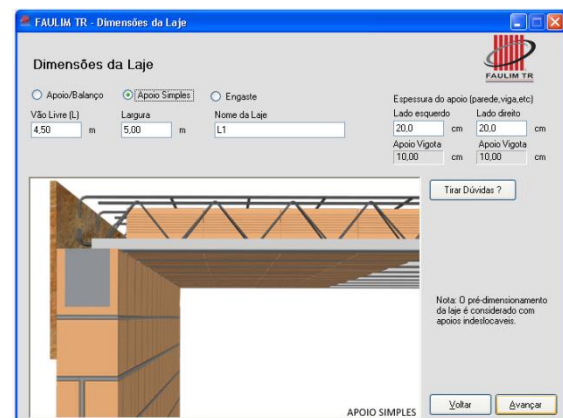 FAULIM TR - Dimensões da Laje
Dimensões da Laje
FAULIM TR
Apoio/Balanço Apoio Simples Engaste
Espessura do apoio (parede,viga,etc)
Vão Livre (L) Largura Nome da Laje Lado esquerdo Lado direito
4,50 m 5,00 m L1 20,0 cm 20,0 cm
Apoio Vigota Apoio Vigota
10,00 cm 10,00 cm
Tirar Dúvidas ?
Nota: O pré-dimensionamento
da laje é considerado com
apoios indeslocaveis.
APOIO SIMPLES
Voltar Avançar